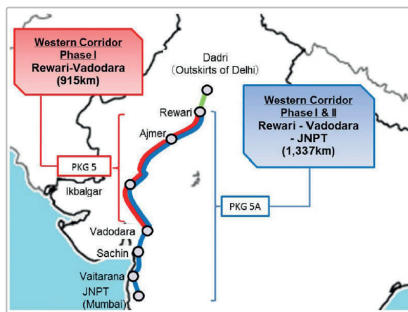 Western Corridor
Phase I
Rewari-Vadodara
(915km)
Dadri
(Outskirts of Delhi)
Rewari
Ajmer
Western Corridor
Phase I & II
Rewari - Vadodara
- JNPT
(1,337km)
PKG 5
Ikbalgar
PKG 5A
Vadodara
Sachin
Vaitarana
JNPT
(Mumbai)